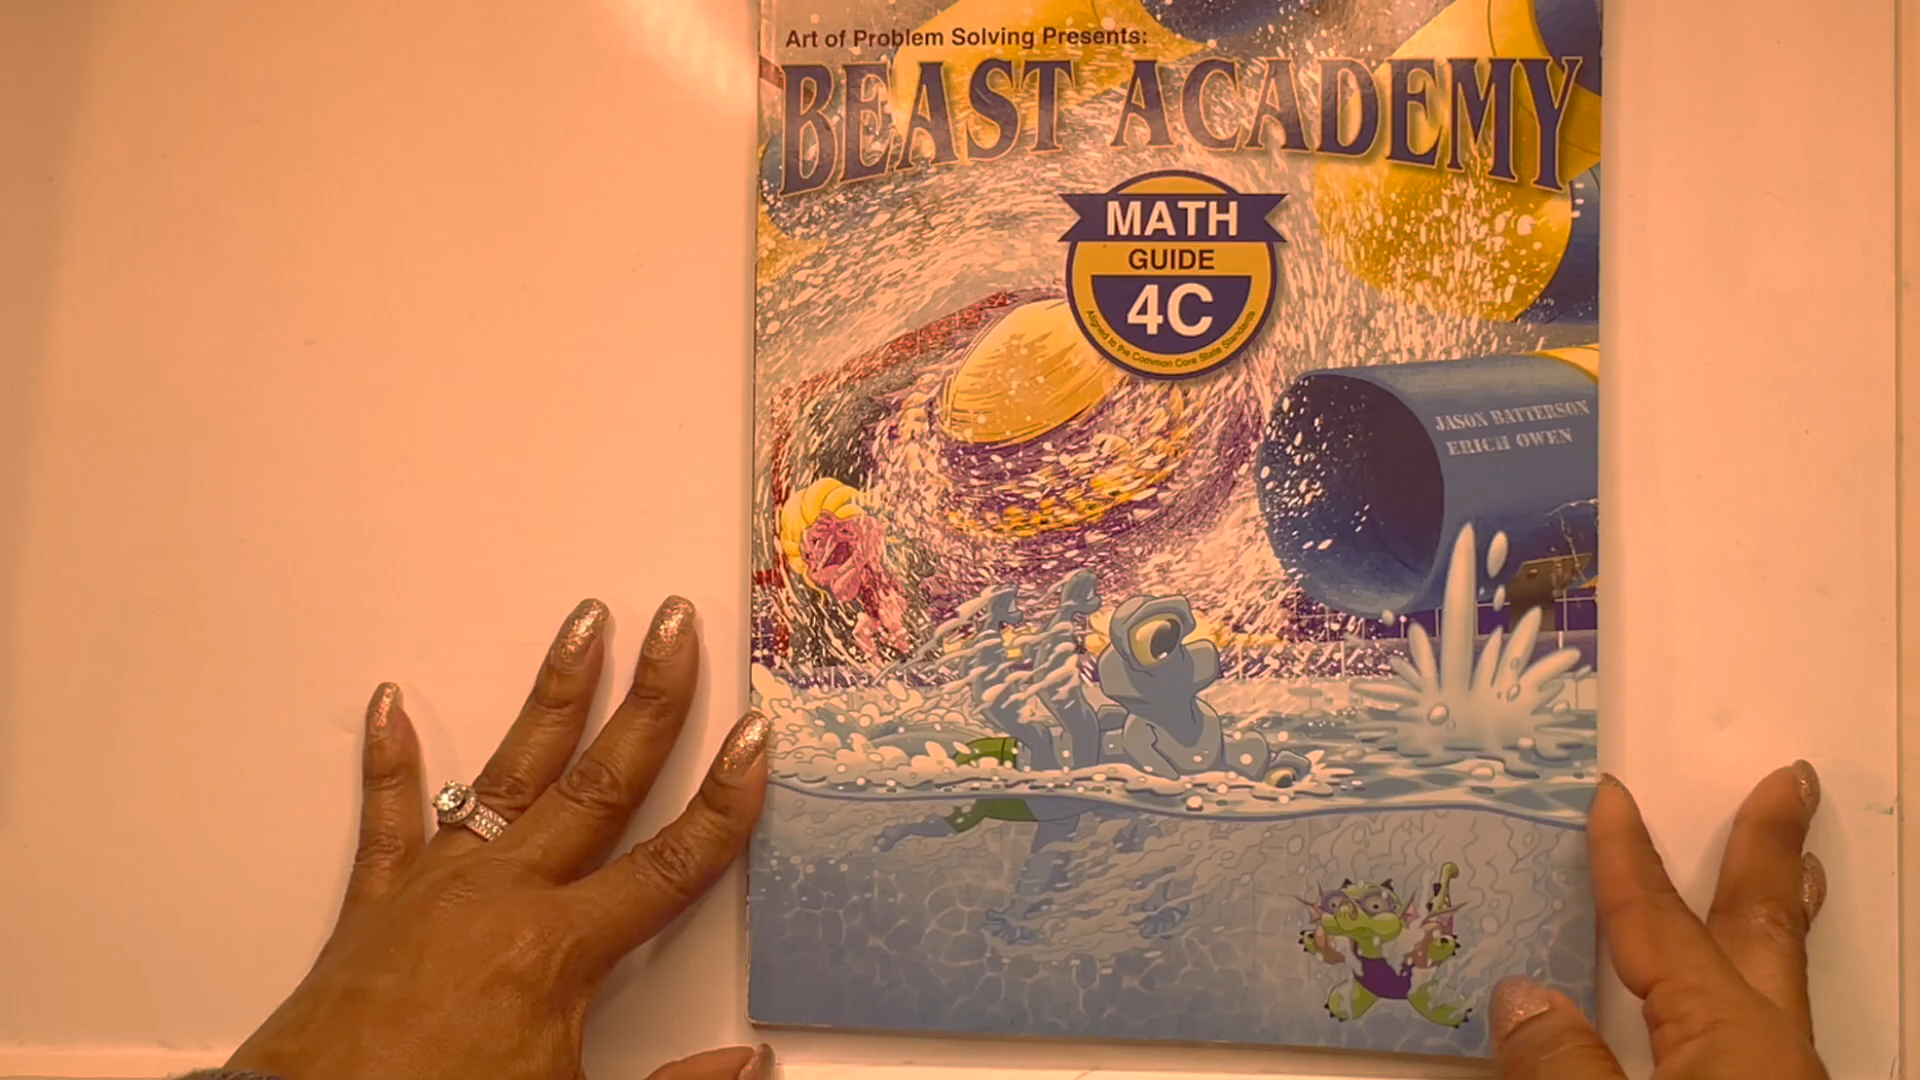 Art of Problem Solving Presents:
BEAST ACADEMY
MATH
GUIDE
4C
Aligned to the Common Core State Standards
JASON BATTERSON
ERICH OWEN